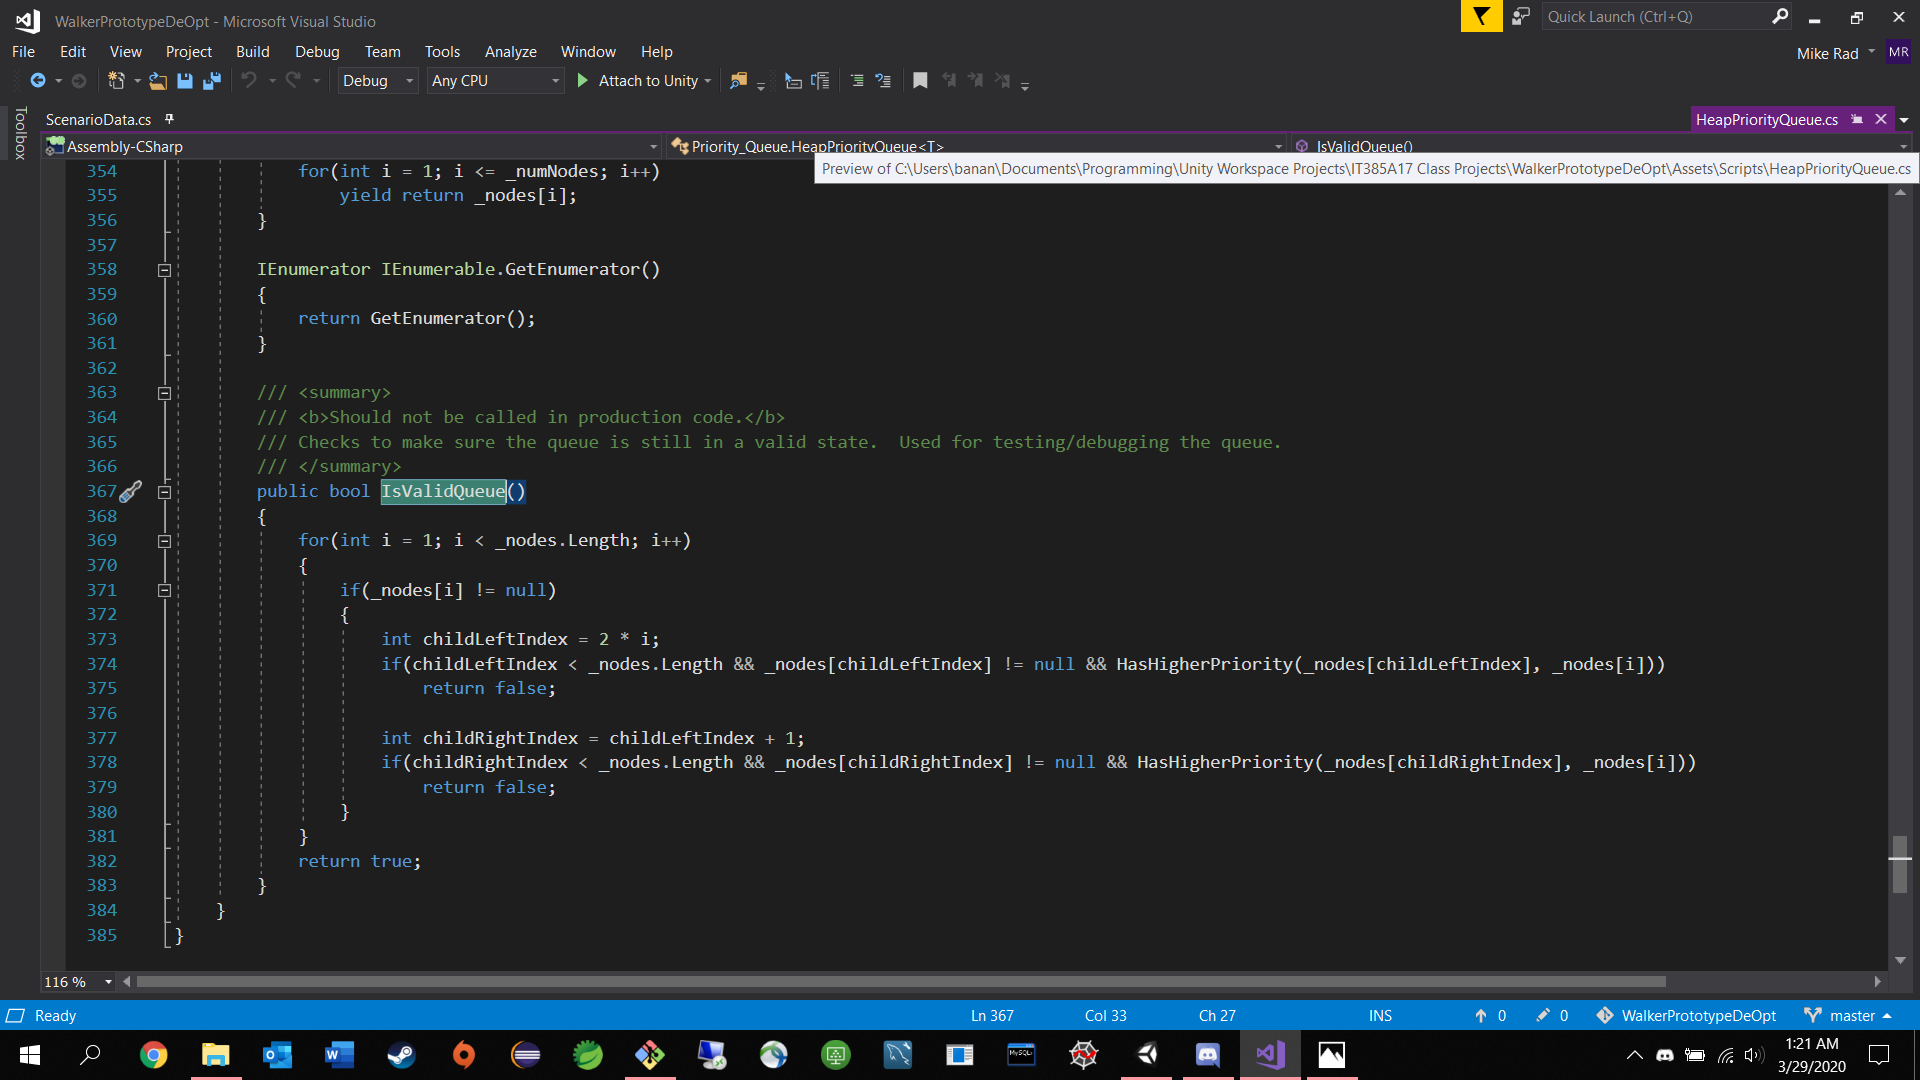 WalkerPrototypeDeOpt - Microsoft Visual Studio
Quick Launch (Ctrl+Q)
File Edit View Project Build Debug Team Tools Analyze Window Help
Mike Rad MR
Debug Any CPU Attach to Unity
Toolbox
ScenarioData.cs
HeapPriorityQueue.cs
Assembly-CSharp
Priority_Queue.HeapPriorityQueue<T>
IsValidQueue()
Preview of C:\Users\banan\Documents\Programming\Unity Workspace Projects\IT385A17 Class Projects\WalkerPrototypeDeOpt\Assets\Scripts\HeapPriorityQueue.cs
354 for(int i = 1; i <= _numNodes; i++)
355 yield return _nodes[i];
356 }
357
358 IEnumerator IEnumerable.GetEnumerator()
359 {
360 return GetEnumerator();
361 }
362
363 /// <summary>
364 /// <b>Should not be called in production code.</b>
365 /// Checks to make sure the queue is still in a valid state.  Used for testing/debugging the queue.
366 /// </summary>
367 public bool IsValidQueue()
368 {
369 for(int i = 1; i < _nodes.Length; i++)
370 {
371 if(_nodes[i] != null)
372 {
373 int childLeftIndex = 2 * i;
374 if(childLeftIndex < _nodes.Length && _nodes[childLeftIndex] != null && HasHigherPriority(_nodes[childLeftIndex], _nodes[i]))
375 return false;
376
377 int childRightIndex = childLeftIndex + 1;
378 if(childRightIndex < _nodes.Length && _nodes[childRightIndex] != null && HasHigherPriority(_nodes[childRightIndex], _nodes[i]))
379 return false;
380 }
381 }
382 return true;
383 }
384 }
385 }
116 %
Ready Ln 367 Col 33 Ch 27 INS 0 0 WalkerPrototypeDeOpt master
MySQL
1:21 AM
3/29/2020